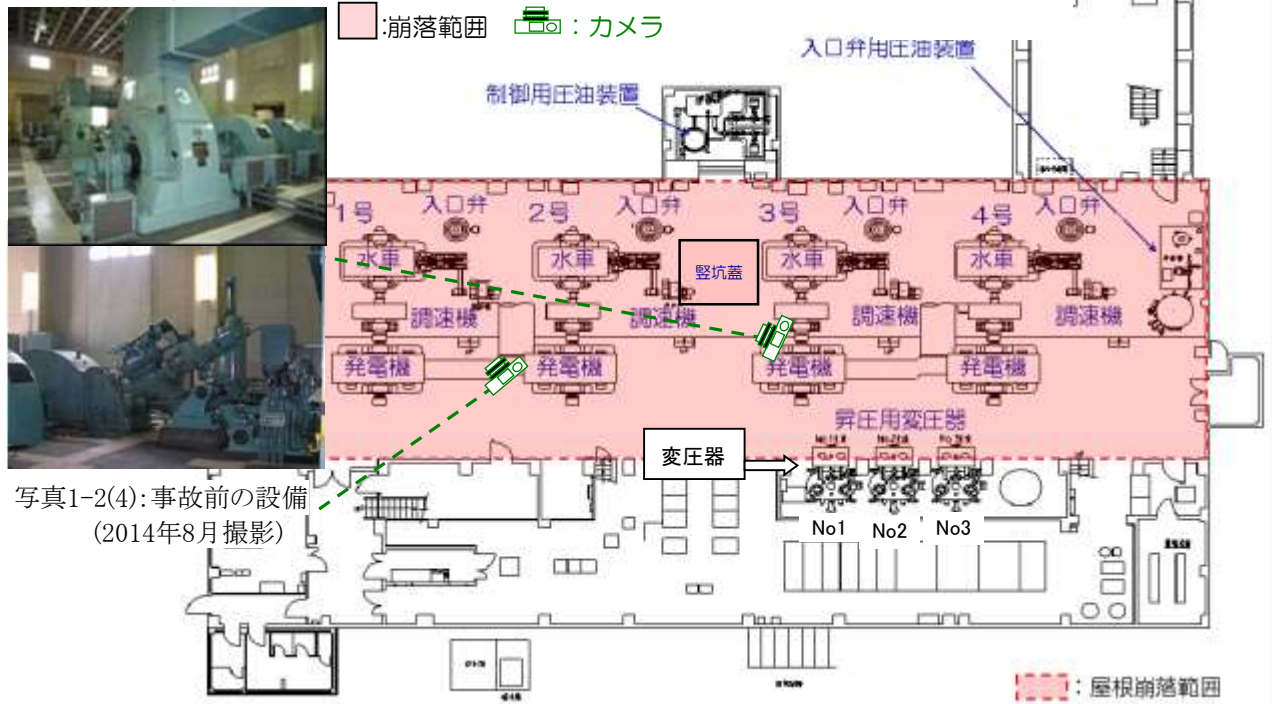 :崩落範囲
:カメラ
入口弁用圧油装置
制御用圧油装置
1号
入口弁
2号
入口弁
3号
入口弁
4号
入口弁
水車
水車
竪坑蓋
水車
水車
調速機
調速機
調速機
調速機
発電機
発電機
発電機
発電機
昇圧用変圧器
変圧器
No1
No2
No3
写真1-2(4):事故前の設備
(2014年8月撮影)
:屋根崩落範囲